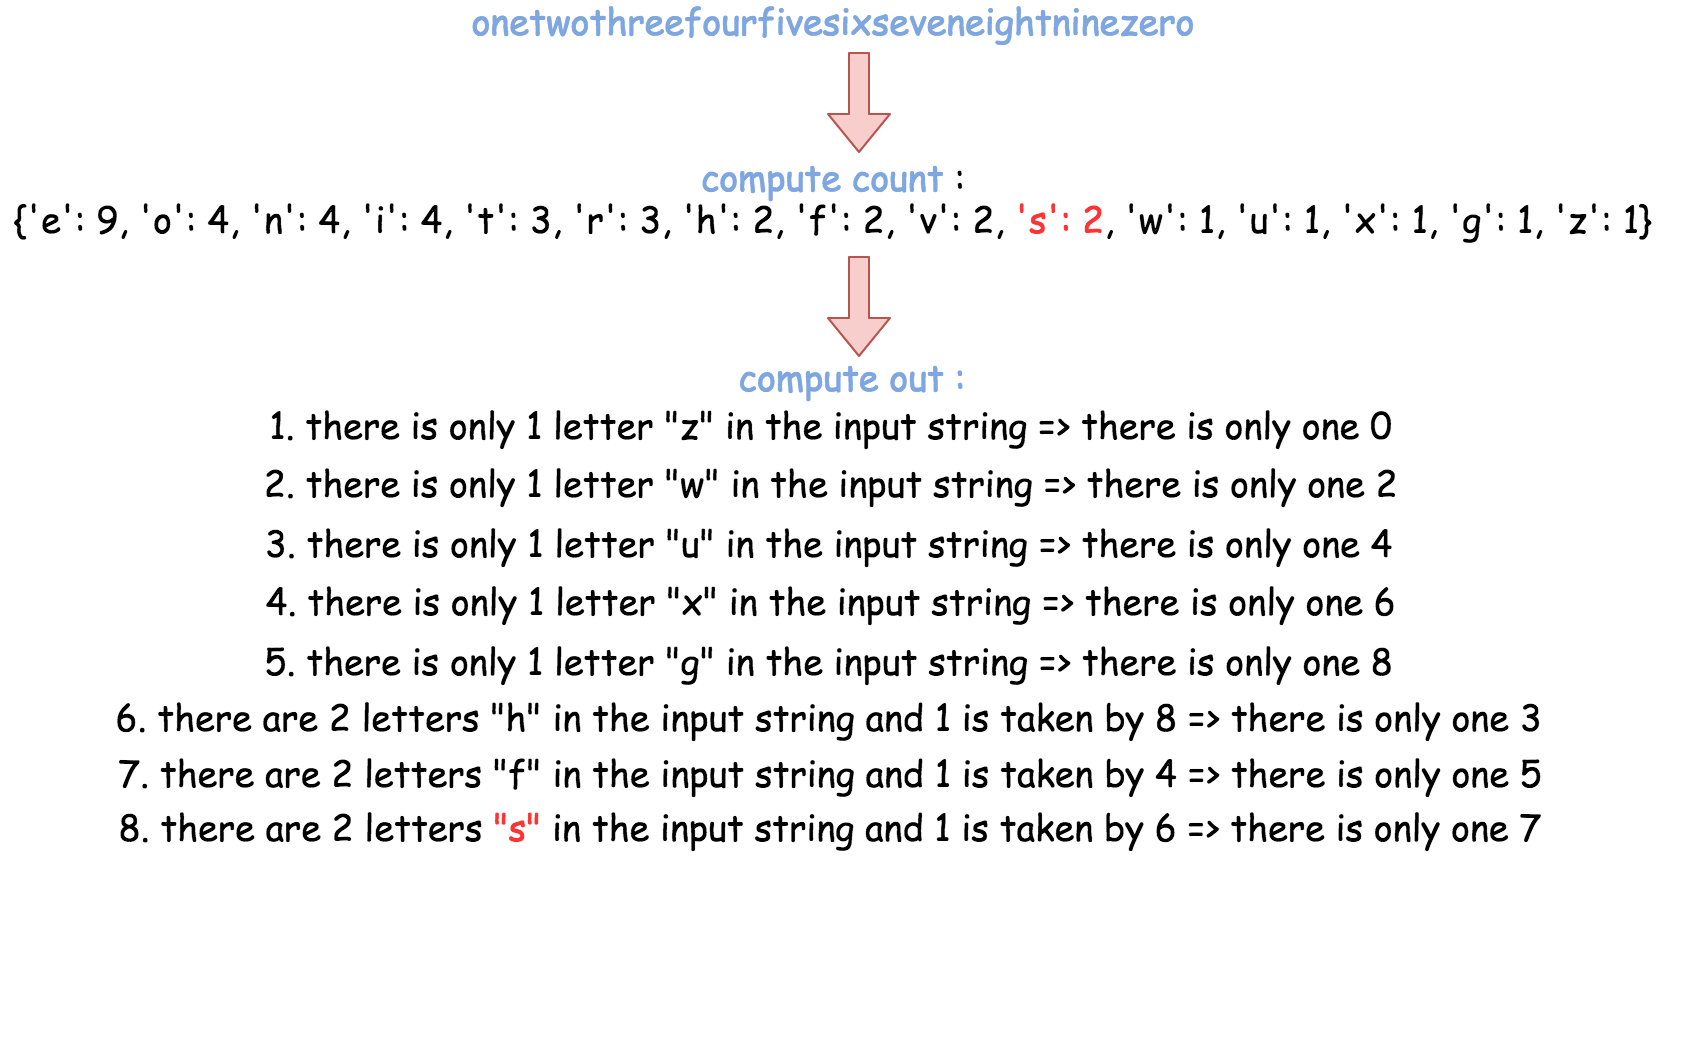 onetwothreefourfivesixseveneightninezero
compute count :
{'e': 9, 'o': 4, 'n': 4, 'i': 4, 't': 3, 'r': 3, 'h': 2, 'f': 2, 'v': 2, 's': 2, 'w': 1, 'u': 1, 'x': 1, 'g': 1, 'z': 1}
compute out :
1. there is only 1 letter "z" in the input string => there is only one 0
2. there is only 1 letter "w" in the input string => there is only one 2
3. there is only 1 letter "u" in the input string => there is only one 4
4. there is only 1 letter "x" in the input string => there is only one 6
5. there is only 1 letter "g" in the input string => there is only one 8
6. there are 2 letters "h" in the input string and 1 is taken by 8 => there is only one 3
7. there are 2 letters "f" in the input string and 1 is taken by 4 => there is only one 5
8. there are 2 letters "s" in the input string and 1 is taken by 6 => there is only one 7